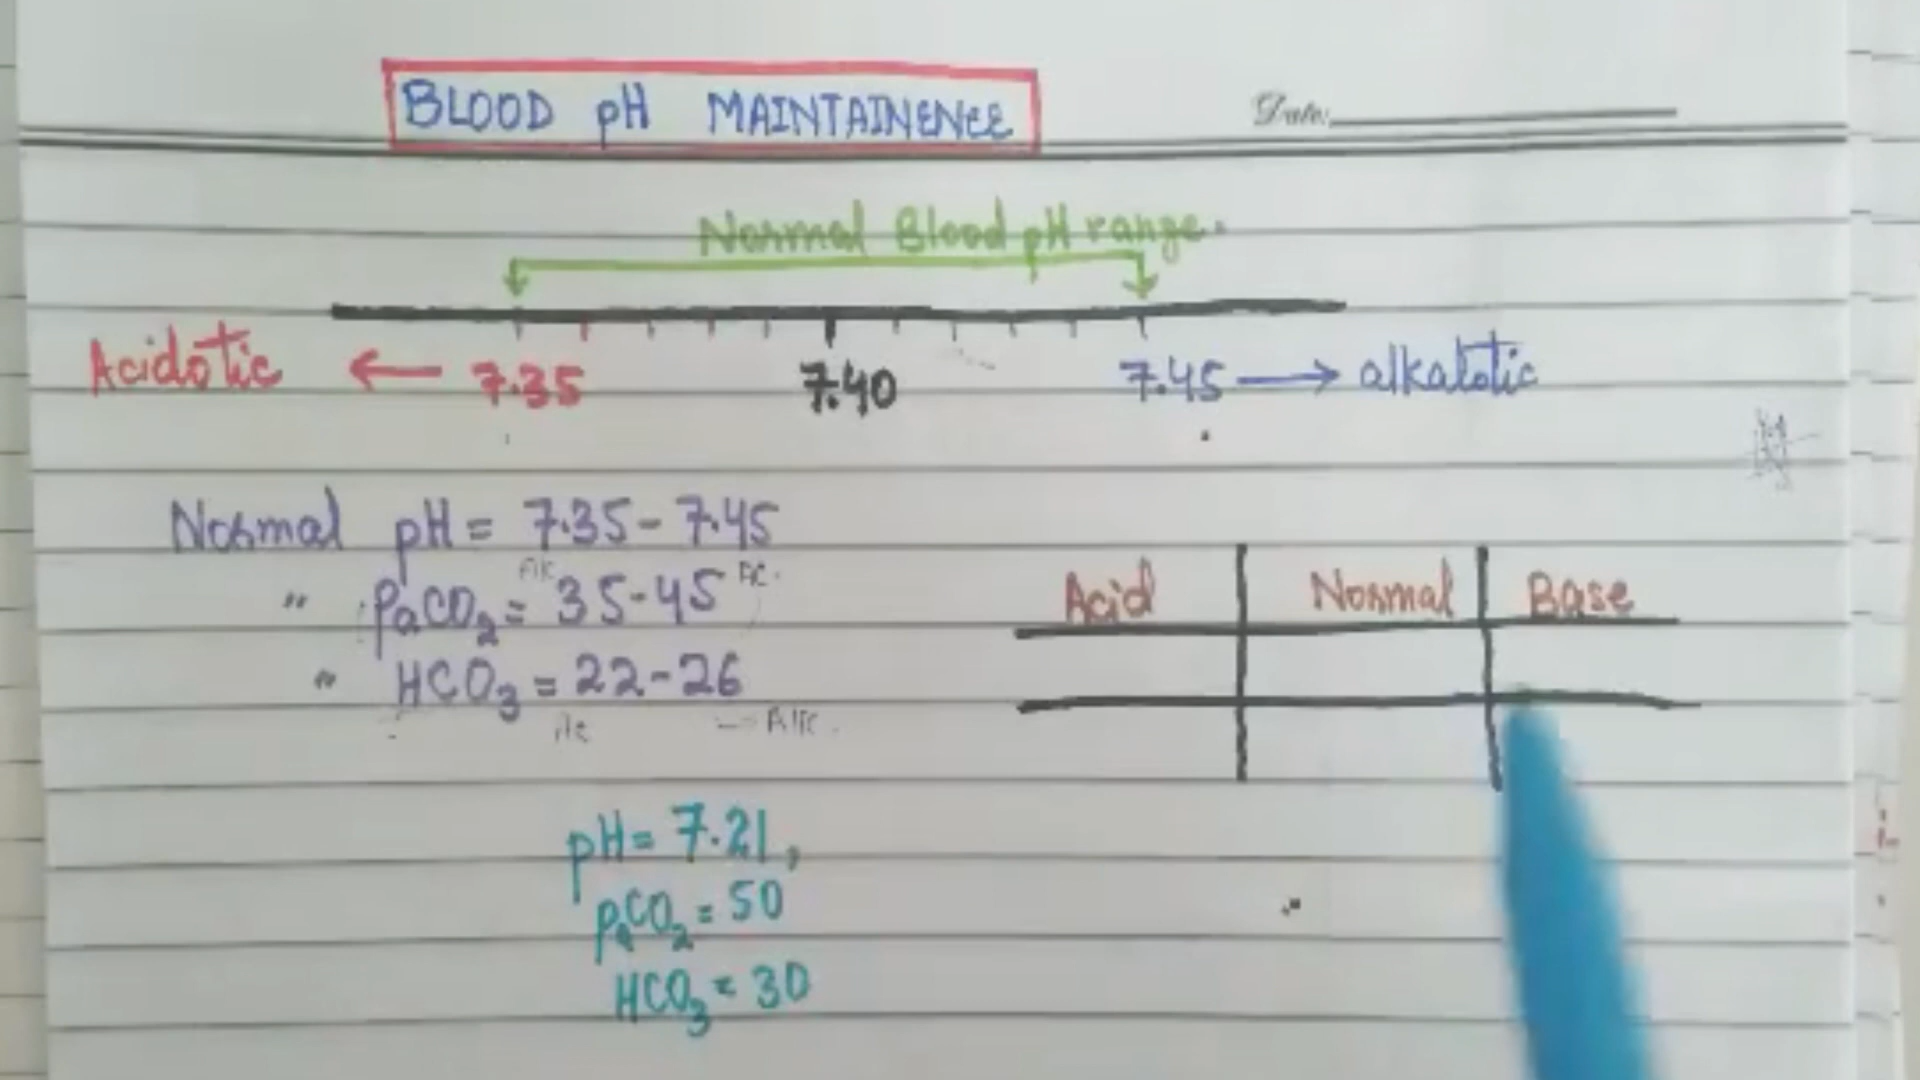 BLOOD pH MAINTAINENCE
Date:
Normal Blood pH range.
Acidotic ← 7.35 7.40 7.45 → alkalotic
Normal pH = 7.35-7.45
" PaCO2 = 35-45
" HCO3 = 22-26
Acid Normal Base
pH = 7.21,
PaCO2 = 50
HCO3 = 30